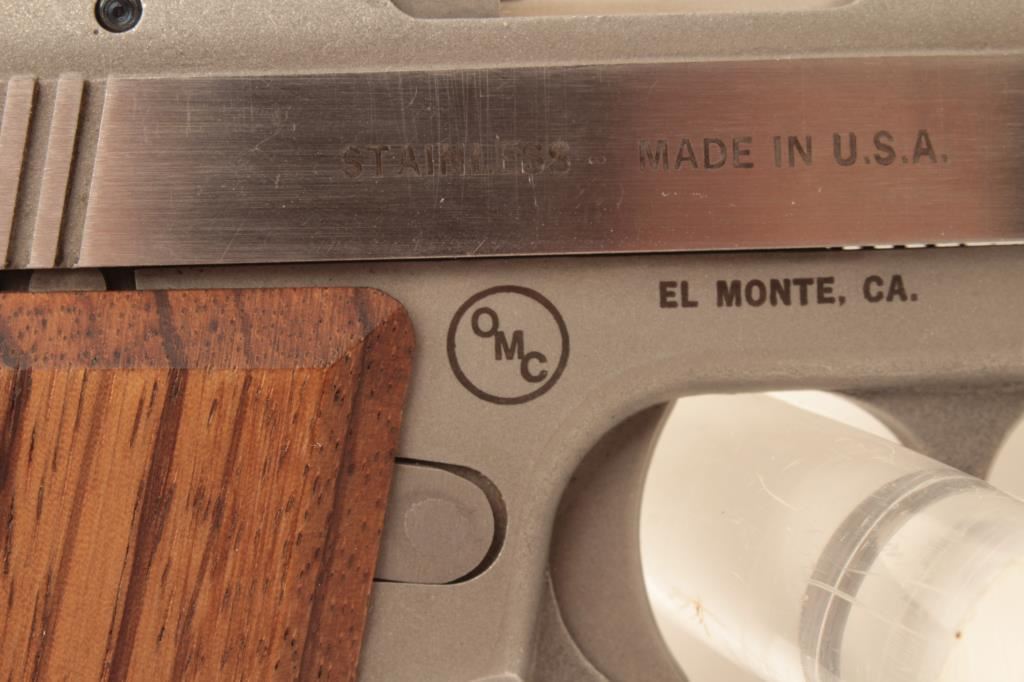 STAINLESS - MADE IN U.S.A.
EL MONTE, CA.
OMC